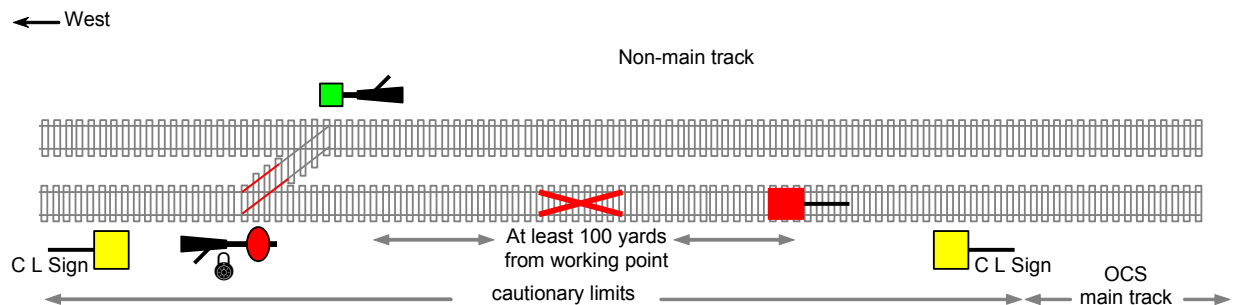 West
Non-main track
At least 100 yards
from working point
C L Sign
C L Sign
OCS
main track
cautionary limits